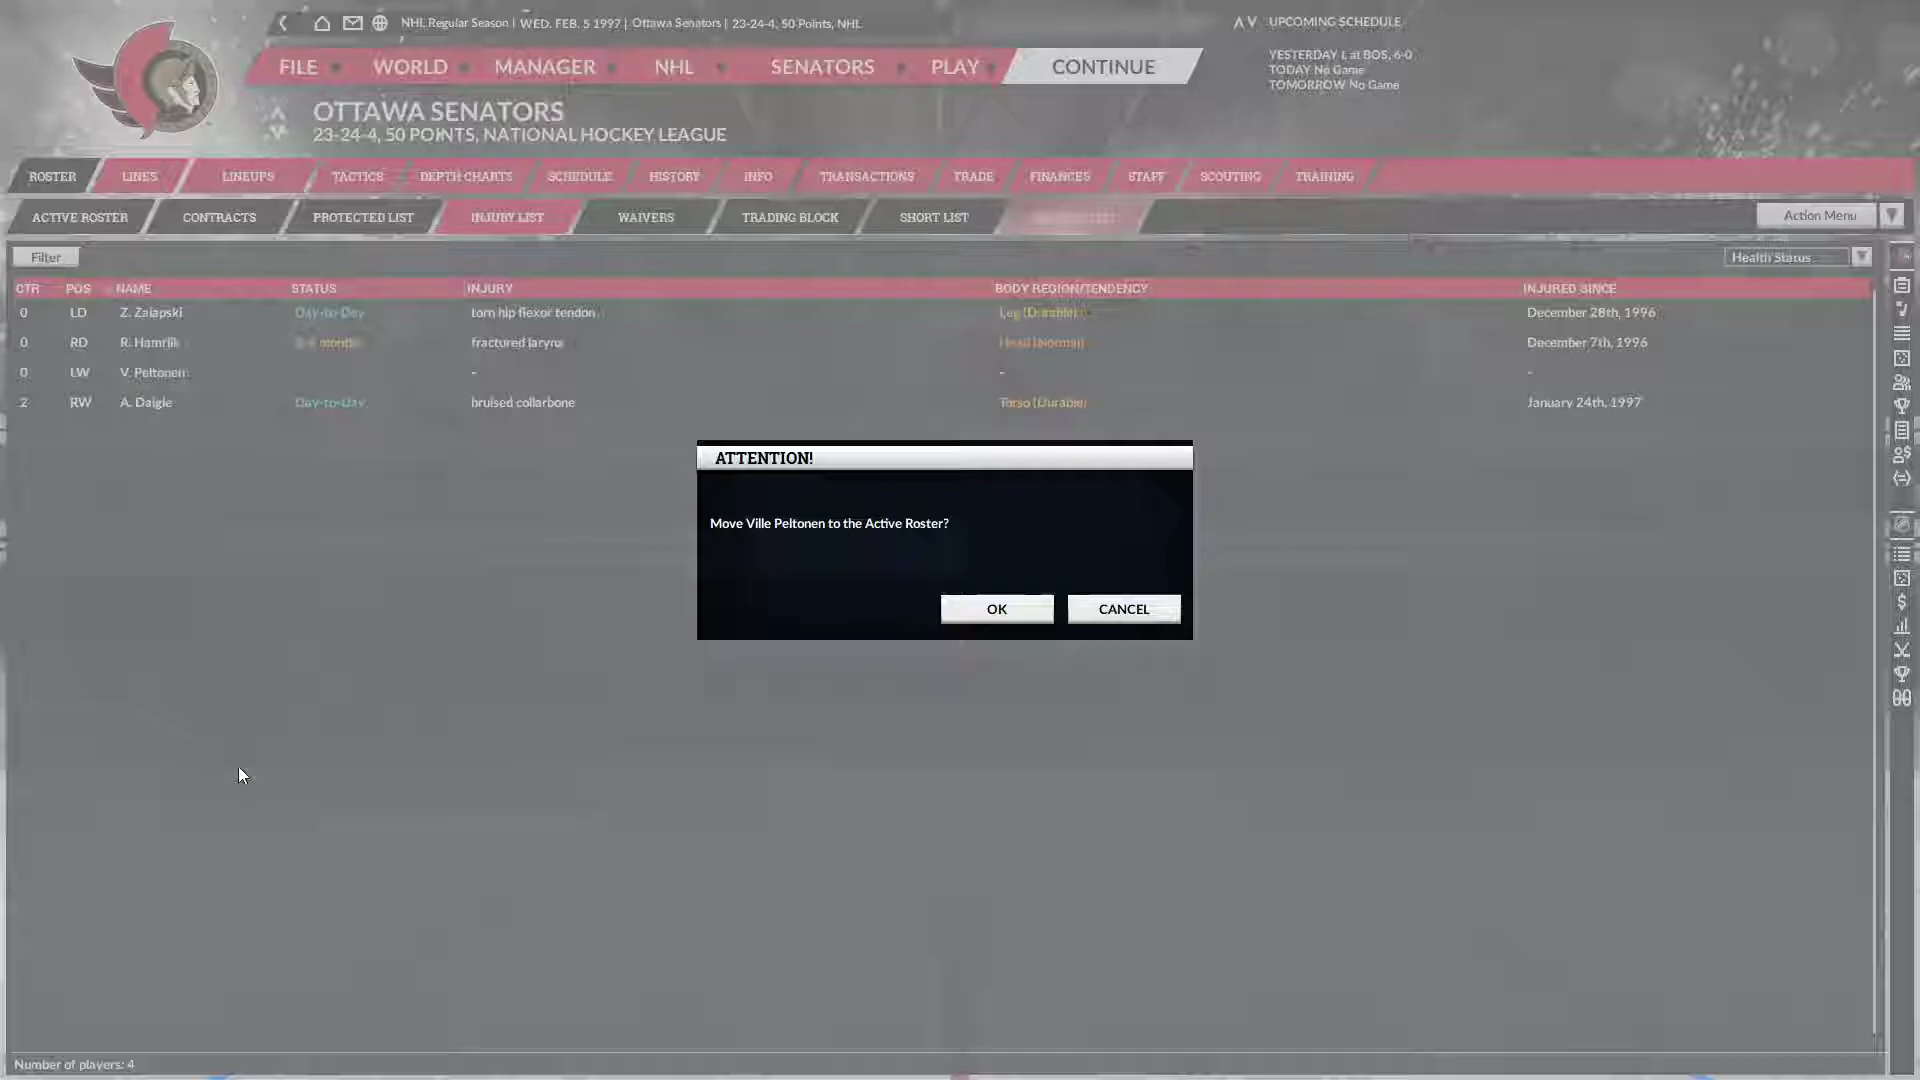 NHL Regular Season | WED. FEB. 5 1997 | Ottawa Senators | 23-24-4, 50 Points, NHL
UPCOMING SCHEDULE
YESTERDAY L at BOS, 6-0
TODAY No Game
TOMORROW No Game
FILE WORLD MANAGER NHL SENATORS PLAY CONTINUE
OTTAWA SENATORS
23-24-4, 50 POINTS, NATIONAL HOCKEY LEAGUE
ROSTER LINES LINEUPS TACTICS DEPTH CHARTS SCHEDULE HISTORY INFO TRANSACTIONS TRADE FINANCES STAFF SCOUTING TRAINING
ACTIVE ROSTER CONTRACTS PROTECTED LIST INJURY LIST WAIVERS TRADING BLOCK SHORT LIST
Action Menu
Filter
Health Status
CTR POS NAME STATUS INJURY BODY REGION/TENDENCY INJURED SINCE
0 LD Z. Zalapski Day-to-Day torn hip flexor tendon Leg (Durable) December 28th, 1996
0 RD R. Hamrlik months fractured larynx Head (Normal) December 7th, 1996
0 LW V. Peltonen - - -
2 RW A. Daigle Day-to-Day bruised collarbone Torso (Durable) January 24th, 1997
ATTENTION!
Move Ville Peltonen to the Active Roster?
OK CANCEL
Number of players: 4